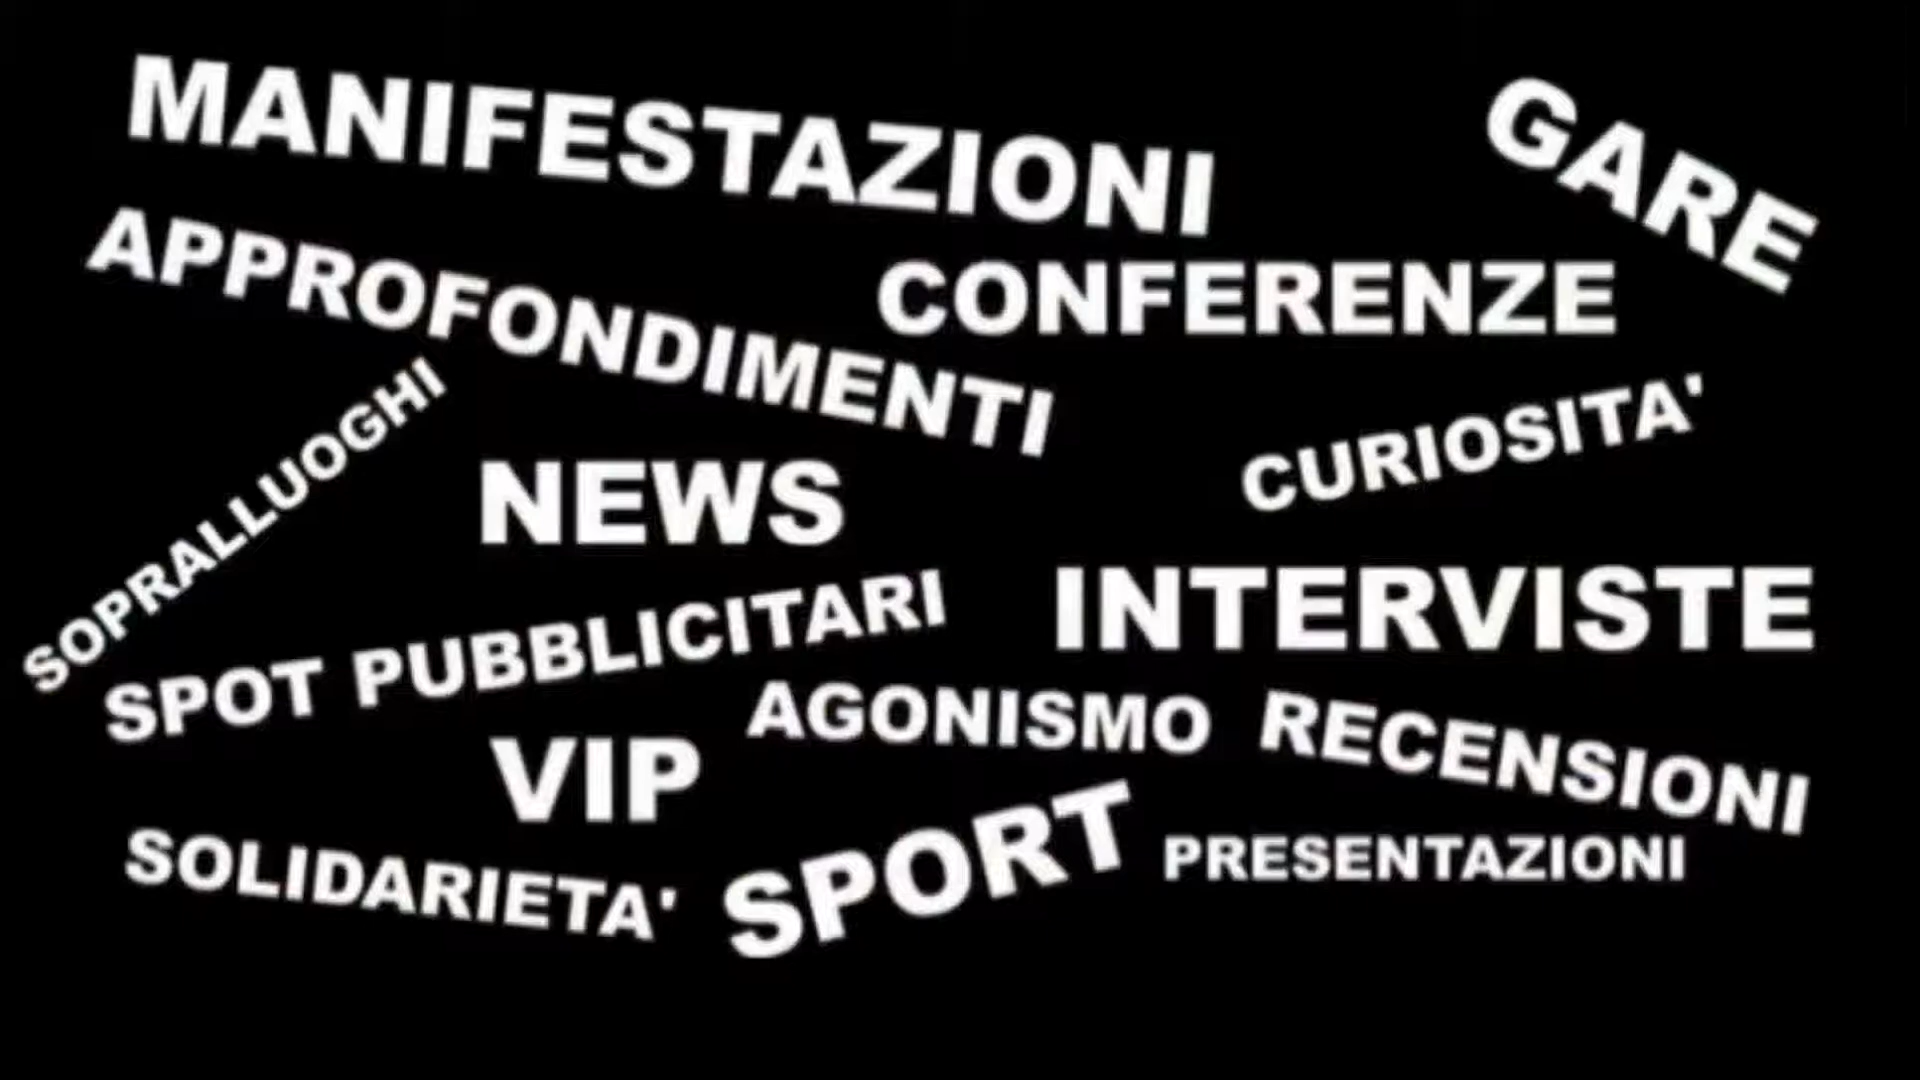 MANIFESTAZIONI
GARE
APPROFONDIMENTI
CONFERENZE
SOPRALLUOGHI
CURIOSITA'
NEWS
INTERVISTE
SPOT PUBBLICITARI
AGONISMO
RECENSIONI
VIP
SPORT
PRESENTAZIONI
SOLIDARIETA'